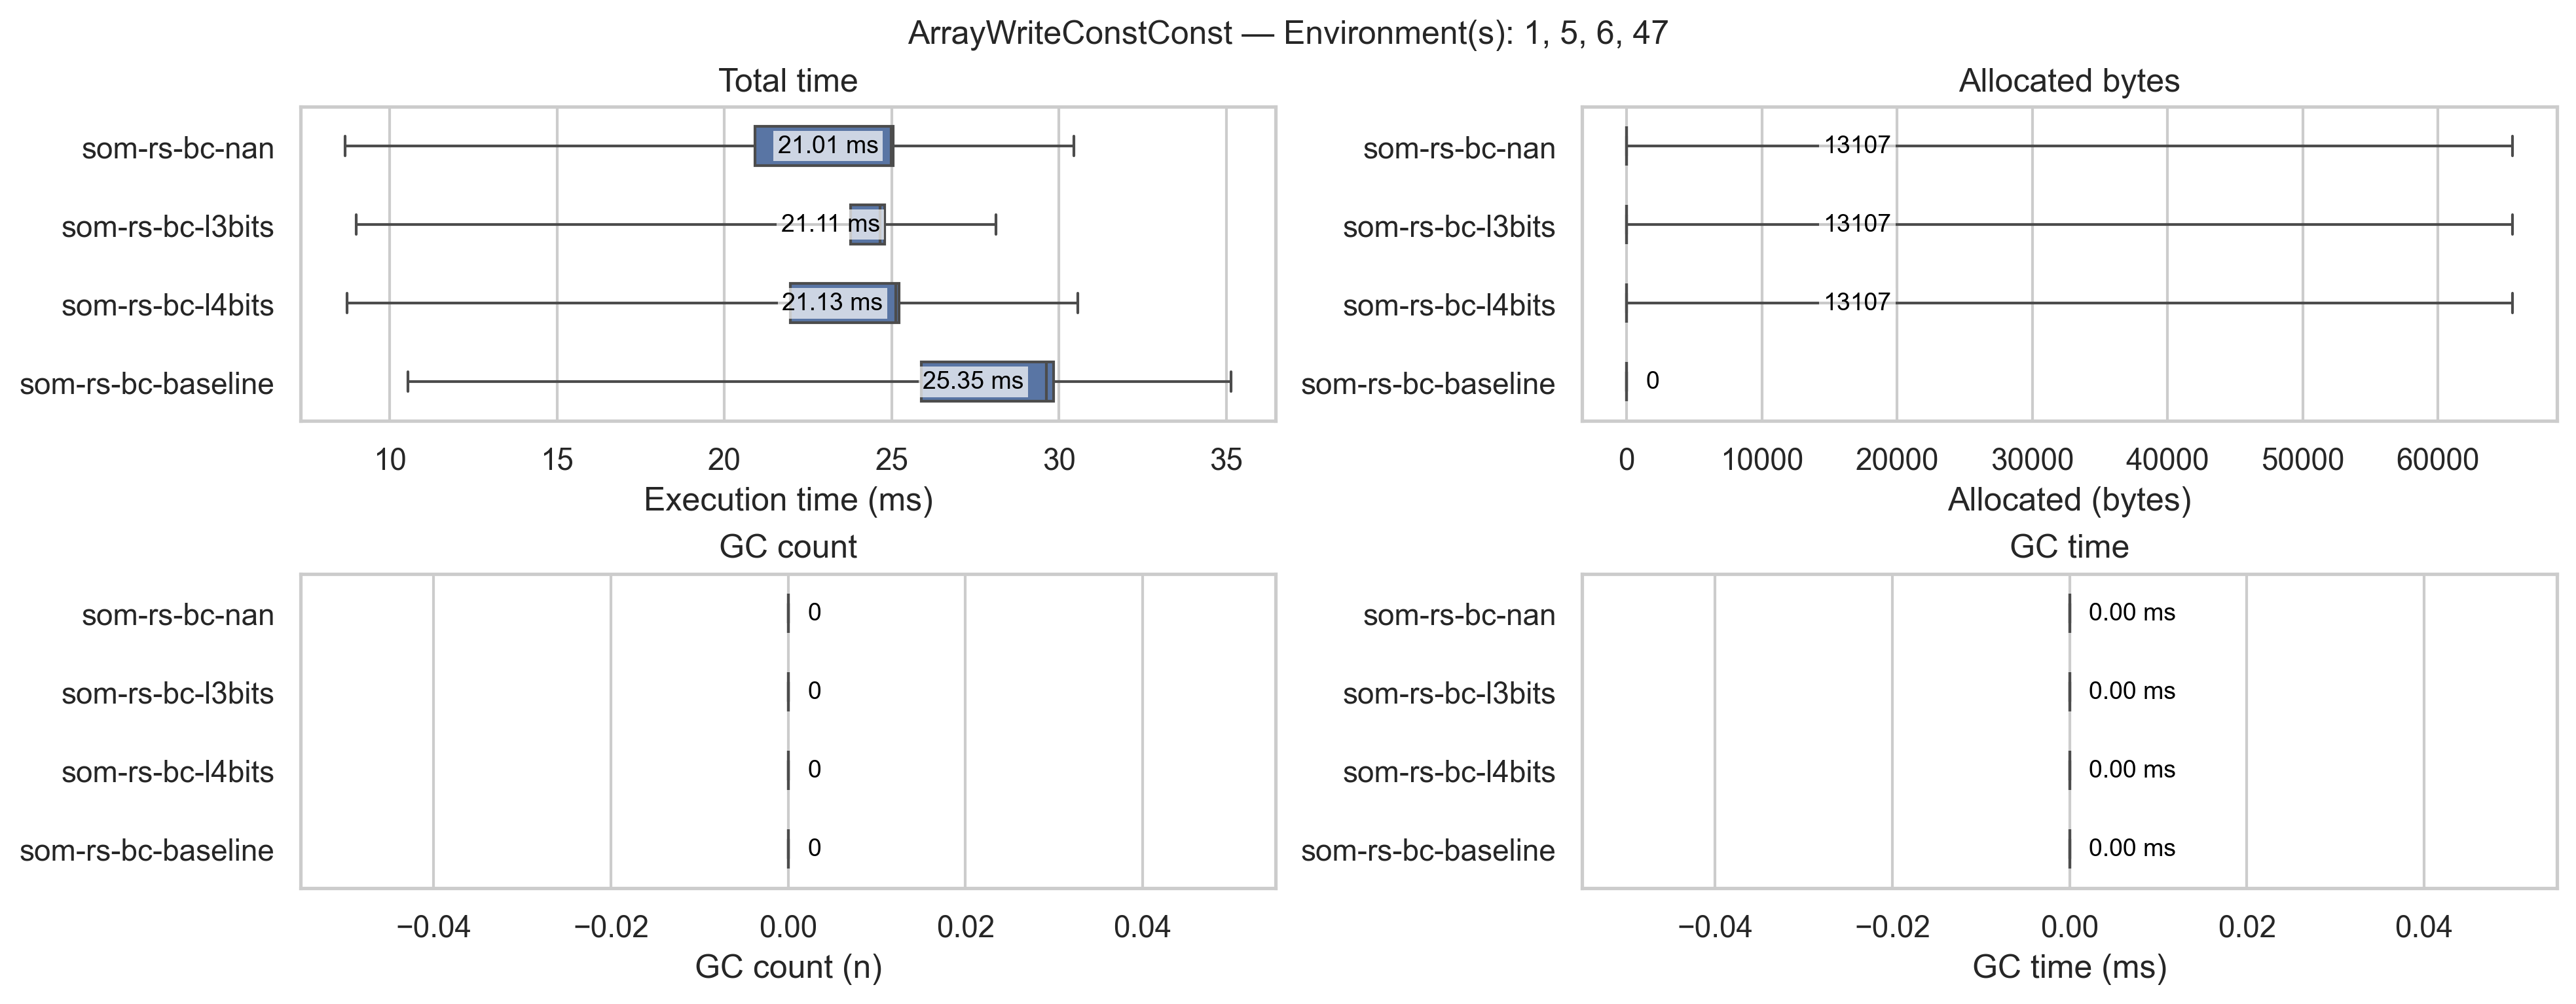 ArrayWriteConstConst — Environment(s): 1, 5, 6, 47
Total time
som-rs-bc-nan
som-rs-bc-l3bits
som-rs-bc-l4bits
som-rs-bc-baseline
21.01 ms
21.11 ms
21.13 ms
25.35 ms
10 15 20 25 30 35
Execution time (ms)
Allocated bytes
som-rs-bc-nan
som-rs-bc-l3bits
som-rs-bc-l4bits
som-rs-bc-baseline
13107
13107
13107
0
0 10000 20000 30000 40000 50000 60000
Allocated (bytes)
GC count
som-rs-bc-nan
som-rs-bc-l3bits
som-rs-bc-l4bits
som-rs-bc-baseline
0
0
0
0
−0.04 −0.02 0.00 0.02 0.04
GC count (n)
GC time
som-rs-bc-nan
som-rs-bc-l3bits
som-rs-bc-l4bits
som-rs-bc-baseline
0.00 ms
0.00 ms
0.00 ms
0.00 ms
−0.04 −0.02 0.00 0.02 0.04
GC time (ms)